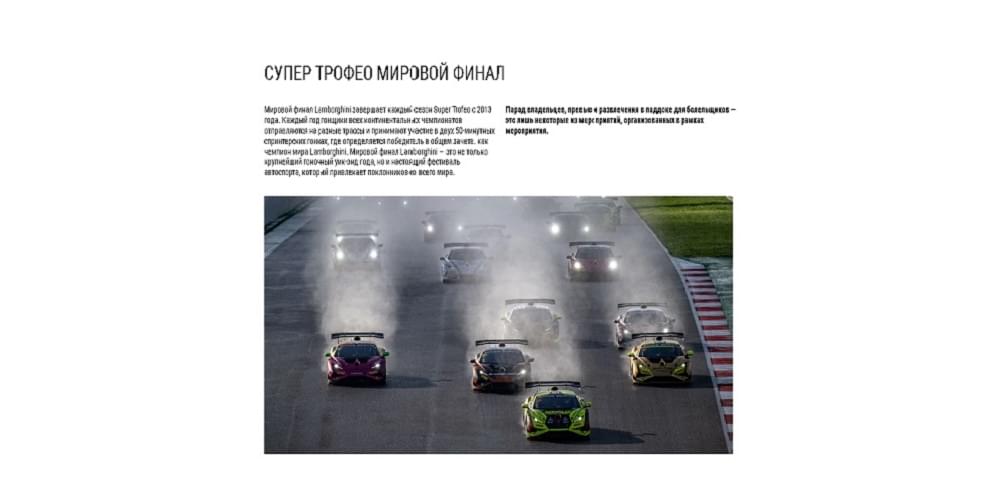 СУПЕР ТРОФЕО МИРОВОЙ ФИНАЛ
Мировой финал Lamborghini завершает каждый сезон Super Trofeo с 2013
года. Каждый год гонщики всех континентальных чемпионатов
отправляются на разные трассы и принимают участие в двух 50-минутных
спринтерских гонках, где определяется победитель в общем зачете, как
чемпион мира Lamborghini. Мировой финал Lamborghini – это не только
крупнейший гоночный уик-энд года, но и настоящий фестиваль
автоспорта, который привлекает поклонников со всего мира.
Парад владельцев, превью и развлечения в паддоке для болельщиков –
это лишь некоторые из мероприятий, организованных в рамках
мероприятия.